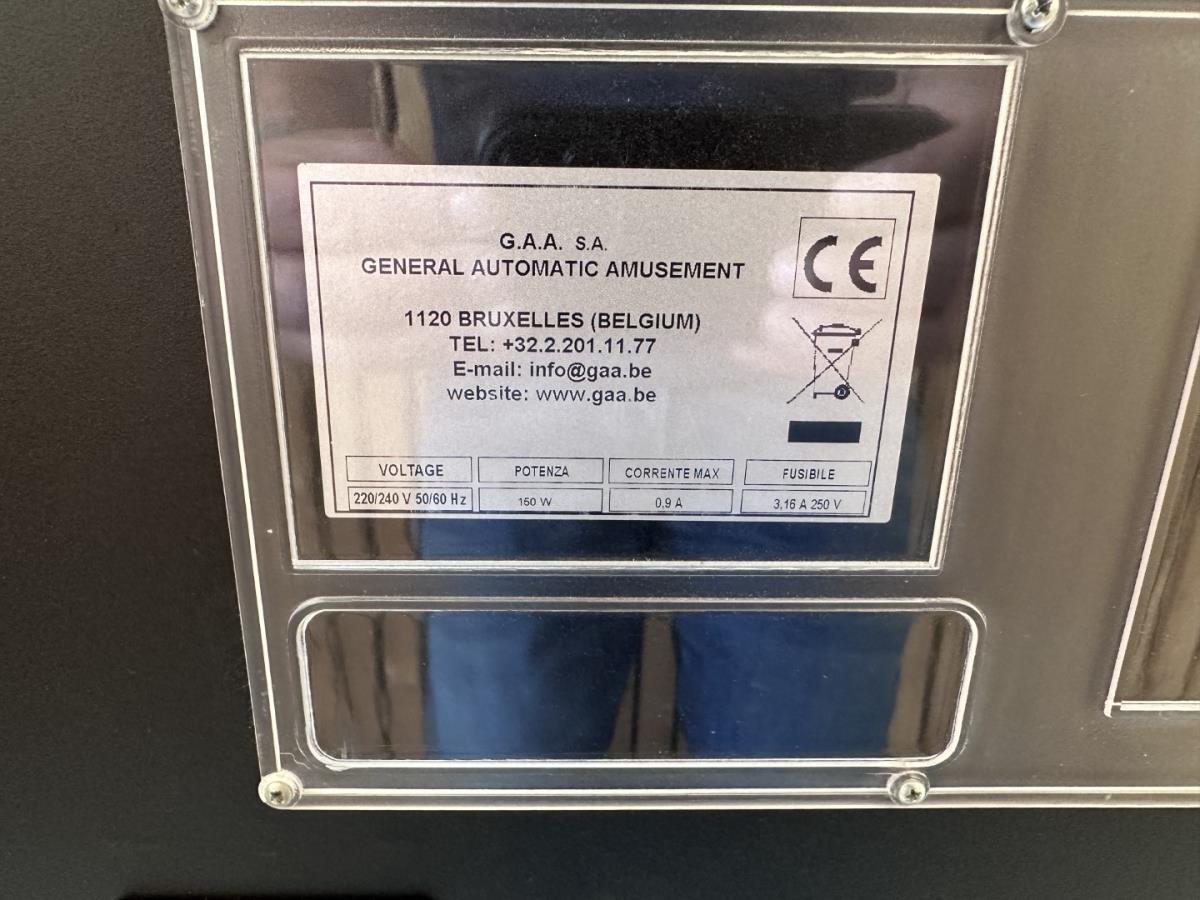 G.A.A. S.A.
GENERAL AUTOMATIC AMUSEMENT
CE
1120 BRUXELLES (BELGIUM)
TEL: +32.2.201.11.77
E-mail: info@gaa.be
website: www.gaa.be
VOLTAGE POTENZA CORRENTE MAX FUSIBILE
220/240 V 50/60 Hz 150 W 0,9 A 3,16 A 250 V